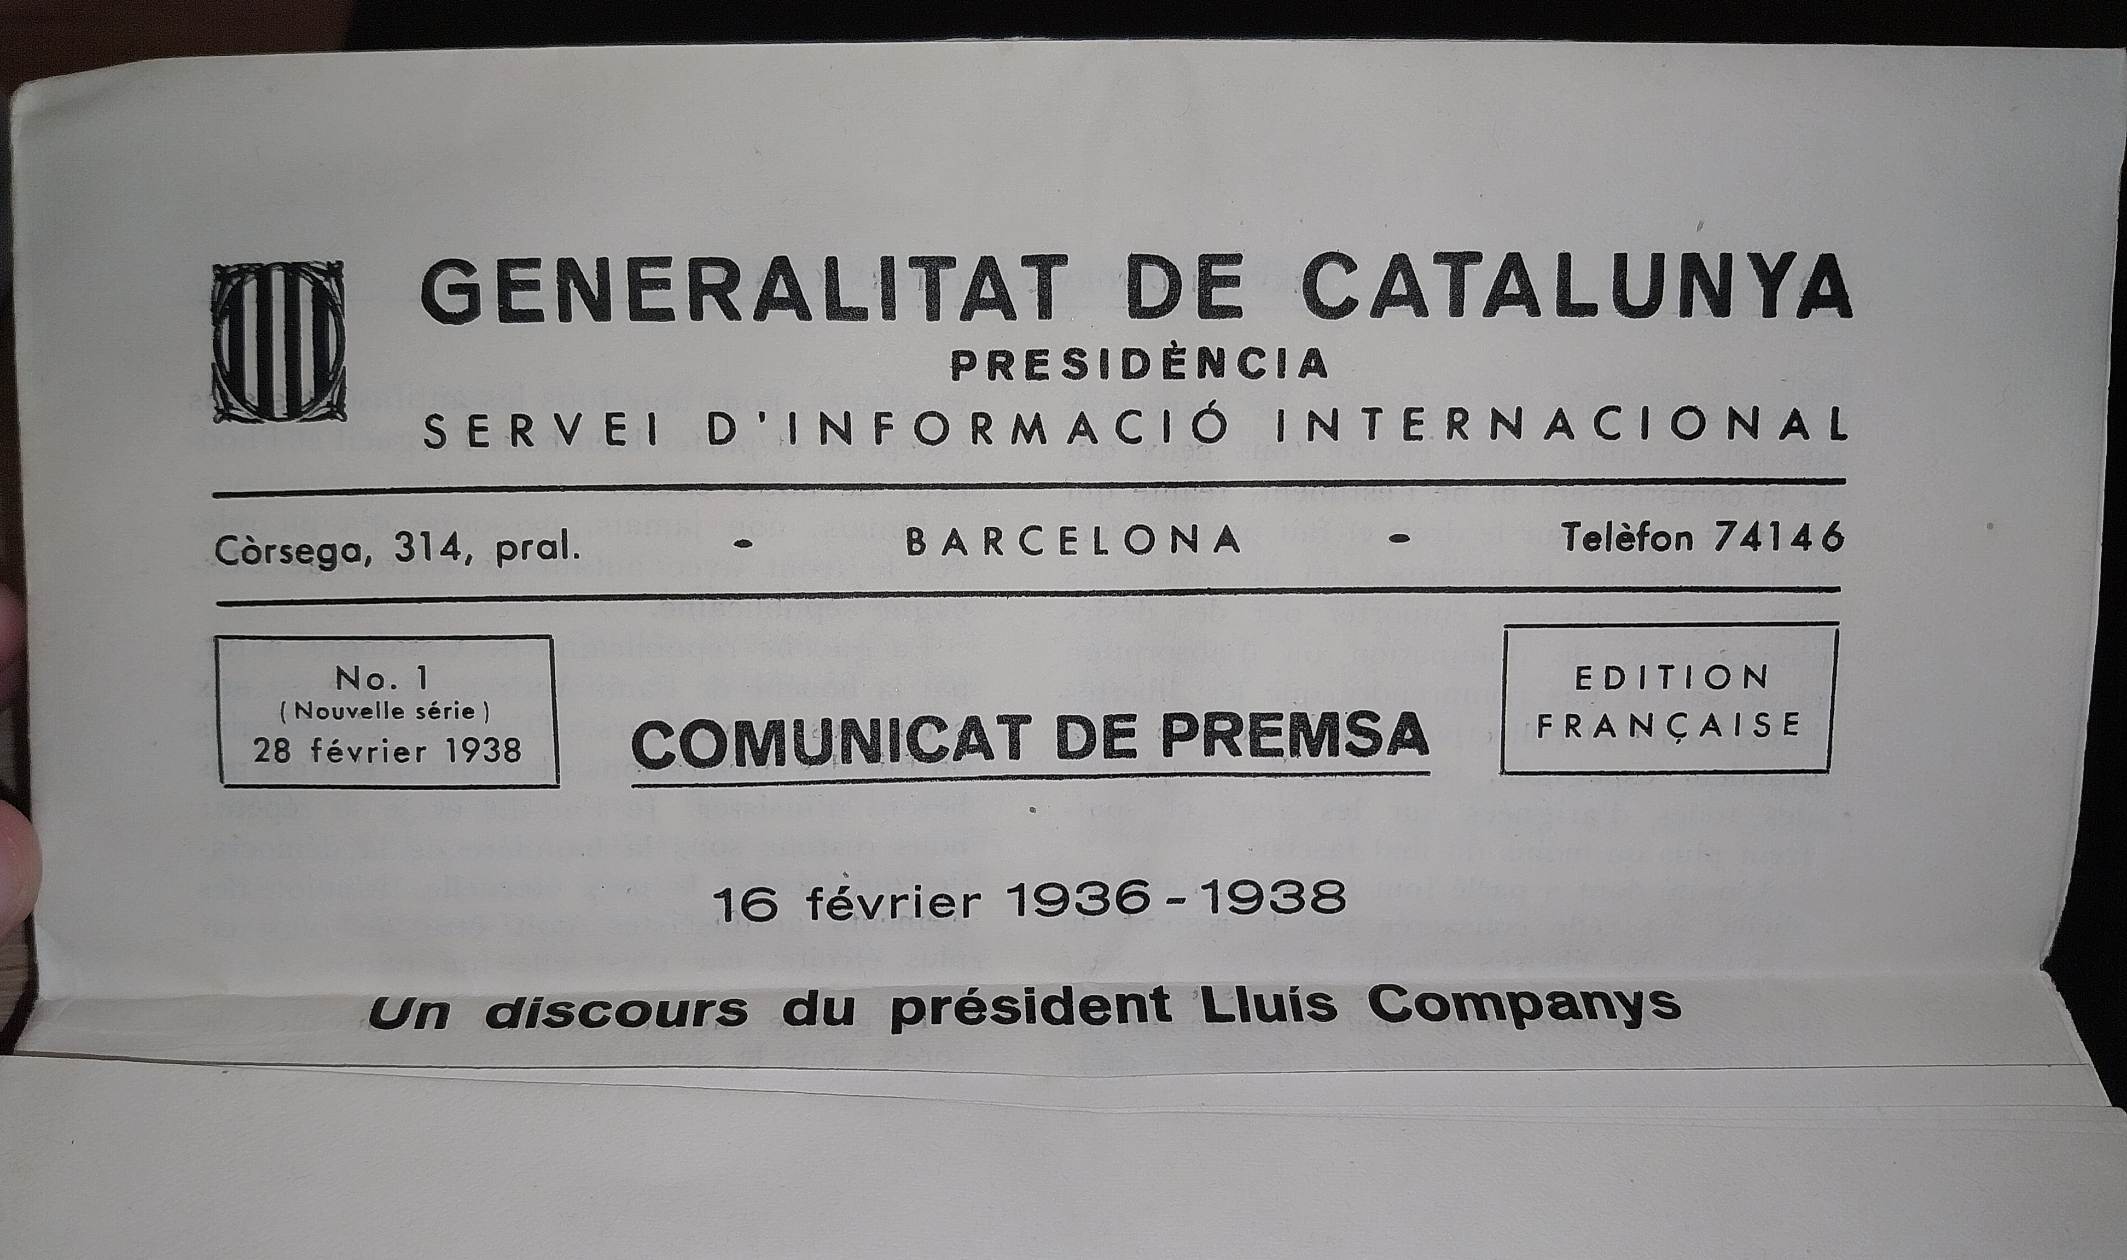 GENERALITAT DE CATALUNYA
PRESIDÈNCIA
SERVEI D'INFORMACIÓ INTERNACIONAL
Còrsega, 314, pral. - BARCELONA - Telèfon 74146
No. 1
(Nouvelle série)
28 février 1938
COMUNICAT DE PREMSA
EDITION
FRANÇAISE
16 février 1936-1938
Un discours du président Lluís Companys